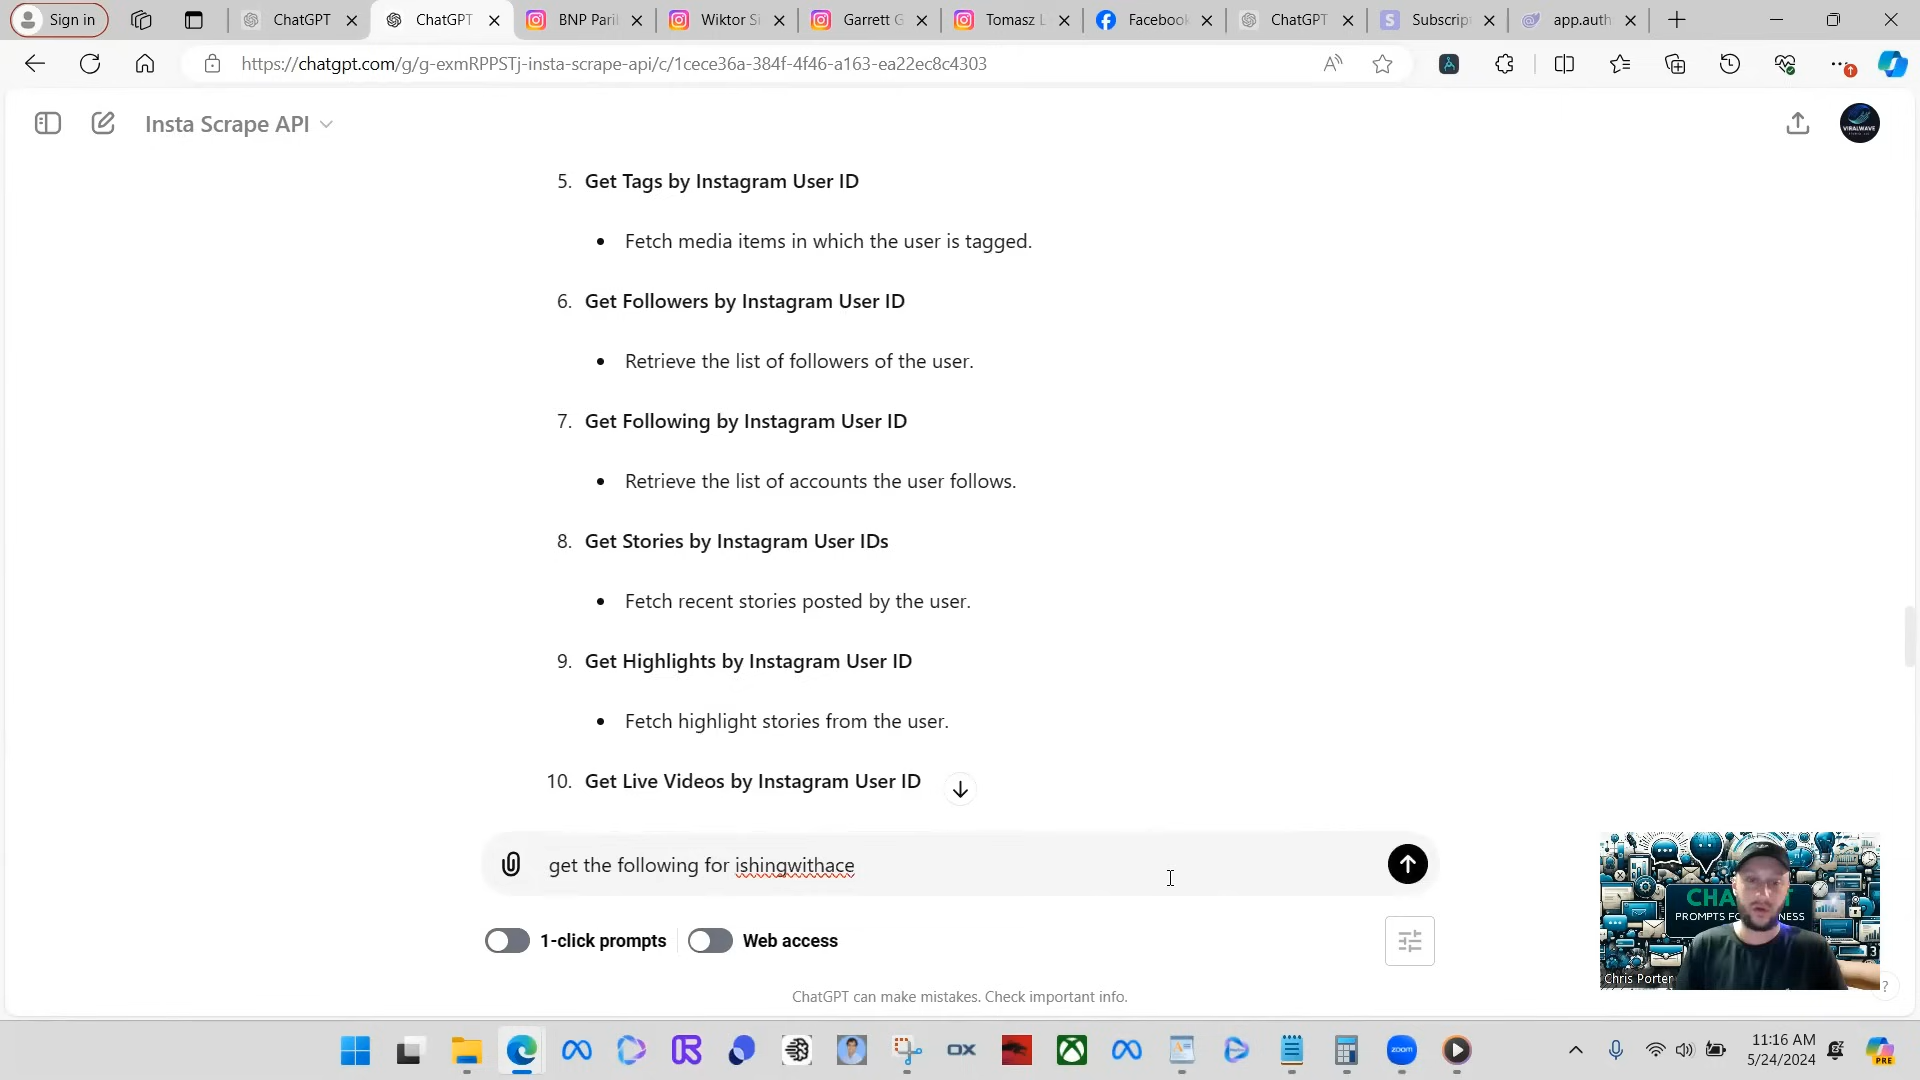 Sign in
ChatGPT
ChatGPT
BNP Pari
Wiktor Si
Garrett G
Tomasz L
Facebook
ChatGPT
Subscrip
app.auth
https://chatgpt.com/g/g-exmRPPSTj-insta-scrape-api/c/1cece36a-384f-4f46-a163-ea22ec8c4303
Insta Scrape API
VIRALWAVE
5. Get Tags by Instagram User ID
• Fetch media items in which the user is tagged.
6. Get Followers by Instagram User ID
• Retrieve the list of followers of the user.
7. Get Following by Instagram User ID
• Retrieve the list of accounts the user follows.
8. Get Stories by Instagram User IDs
• Fetch recent stories posted by the user.
9. Get Highlights by Instagram User ID
• Fetch highlight stories from the user.
10. Get Live Videos by Instagram User ID
get the following for ishingwithace
1-click prompts
Web access
ChatGPT can make mistakes. Check important info.
?
Chris Porter
OX
zoom
11:16 AM
5/24/2024
PRE